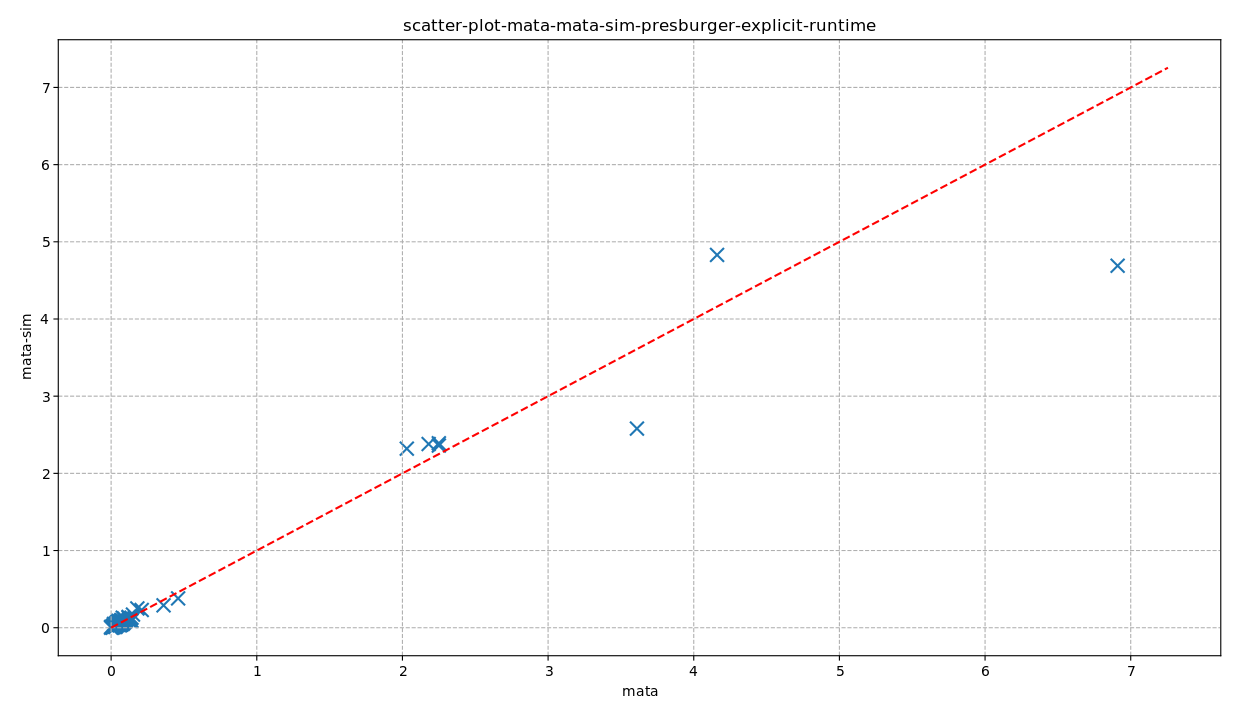 scatter-plot-mata-mata-sim-presburger-explicit-runtime
7
6
5
4
3
2
1
0
mata-sim
0 1 2 3 4 5 6 7
mata